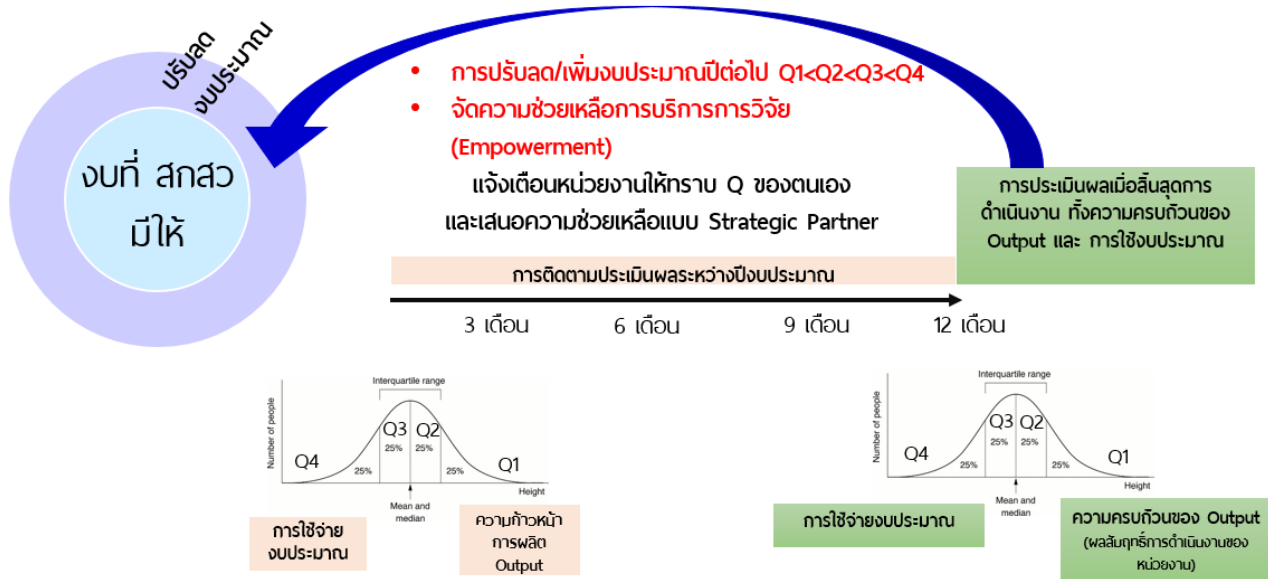 ปรับลด
งบประมาณ
งบที่ สกสว
มีให้
• การปรับลด/เพิ่มงบประมาณปีต่อไป Q1<Q2<Q3<Q4
• จัดความช่วยเหลือการบริการการวิจัย
(Empowerment)
แจ้งเตือนหน่วยงานให้ทราบ Q ของตนเอง
และเสนอความช่วยเหลือแบบ Strategic Partner
การประเมินผลเมื่อสิ้นสุดการ
ดำเนินงาน ทั้งความครบถ้วนของ
Output และ การใช้งบประมาณ
การติดตามประเมินผลระหว่างปีงบประมาณ
3 เดือน
6 เดือน
9 เดือน
12 เดือน
Interquartile range
Number of people
Q3
Q2
25%
25%
Q4
25%
25%
Q1
Height
Mean and
median
การใช้จ่าย
งบประมาณ
ความก้าวหน้า
การผลิต
Output
Interquartile range
Number of people
Q3
Q2
25%
25%
Q4
25%
25%
Q1
Height
Mean and
median
การใช้จ่ายงบประมาณ
ความครบถ้วนของ Output
(ผลสัมฤทธิ์การดำเนินงานของ
หน่วยงาน)